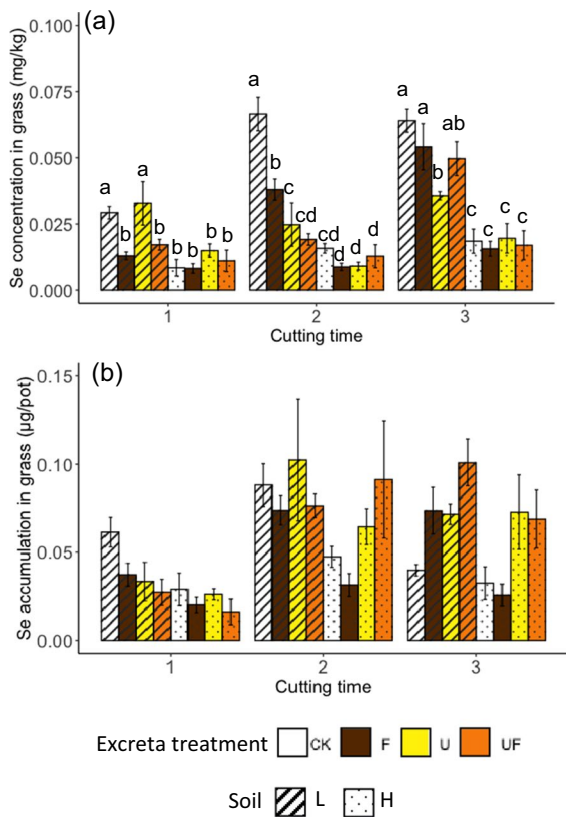 (a)
Se concentration in grass (mg/kg)
0.100
0.075
0.050
0.025
0.000
a b a b b b b b
a b c cd cd d d d
a a b ab c c c c
1 2 3
Cutting time
(b)
Se accumulation in grass (µg/pot)
0.15
0.10
0.05
0.00
1 2 3
Cutting time
Excreta treatment CK F U UF
Soil L H